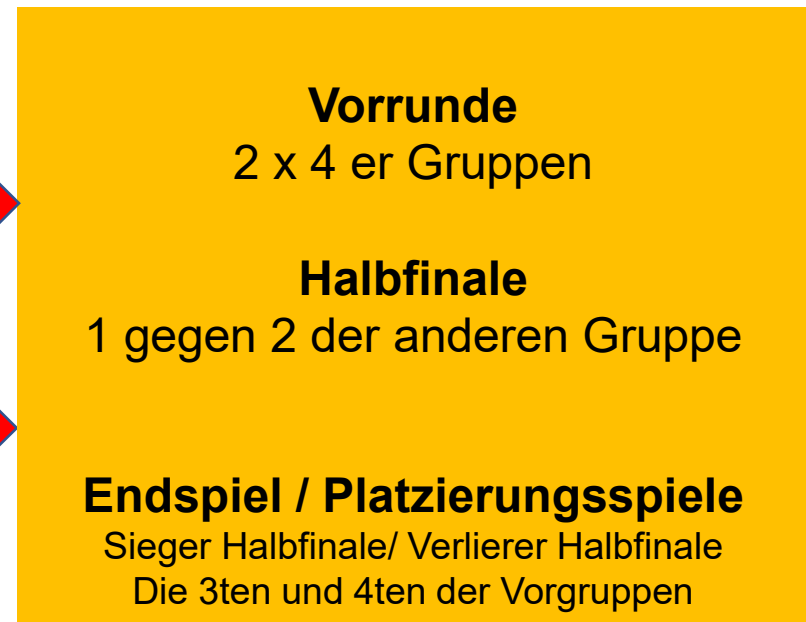 Vorrunde
2 x 4 er Gruppen
Halbfinale
1 gegen 2 der anderen Gruppe
Endspiel / Platzierungsspiele
Sieger Halbfinale/ Verlierer Halbfinale
Die 3ten und 4ten der Vorgruppen